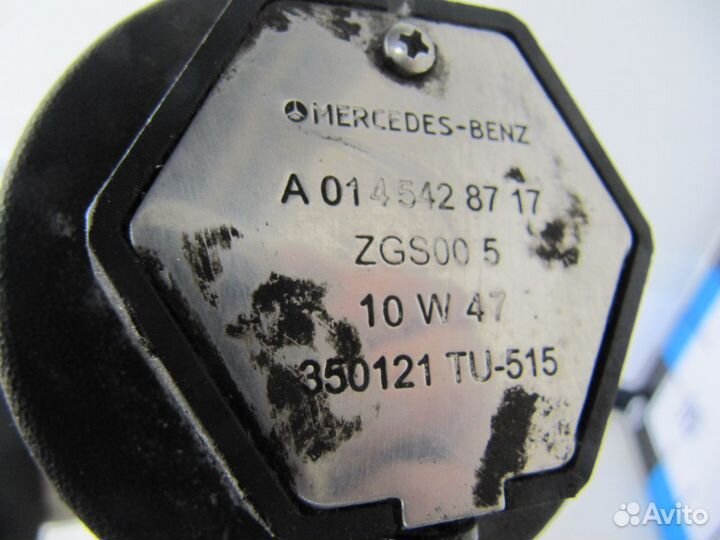 MERCEDES-BENZ
A 014 542 87 17
ZGS00 5
10 W 47
350121 TU-515
Avito